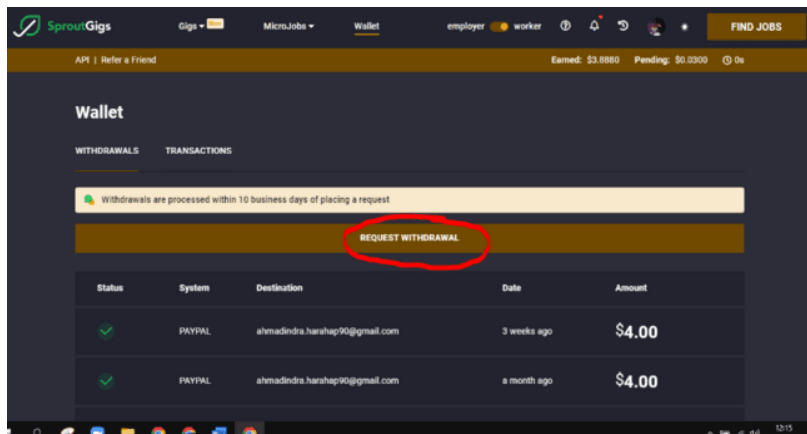 SproutGigs Gigs New MicroJobs Wallet employer worker FIND JOBS
API | Refer a Friend Earned: $3.8880 Pending: $0.0300 0s
Wallet
WITHDRAWALS TRANSACTIONS
Withdrawals are processed within 10 business days of placing a request
REQUEST WITHDRAWAL
Status System Destination Date Amount
PAYPAL ahmadindra.harahap90@gmail.com 3 weeks ago $4.00
PAYPAL ahmadindra.harahap90@gmail.com a month ago $4.00
12:15